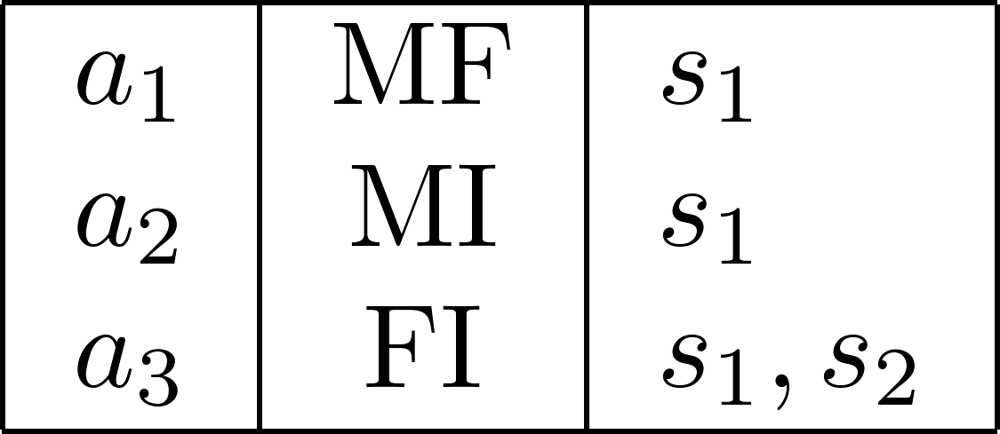 a₁ MF s₁
a₂ MI s₁
a₃ FI s₁, s₂